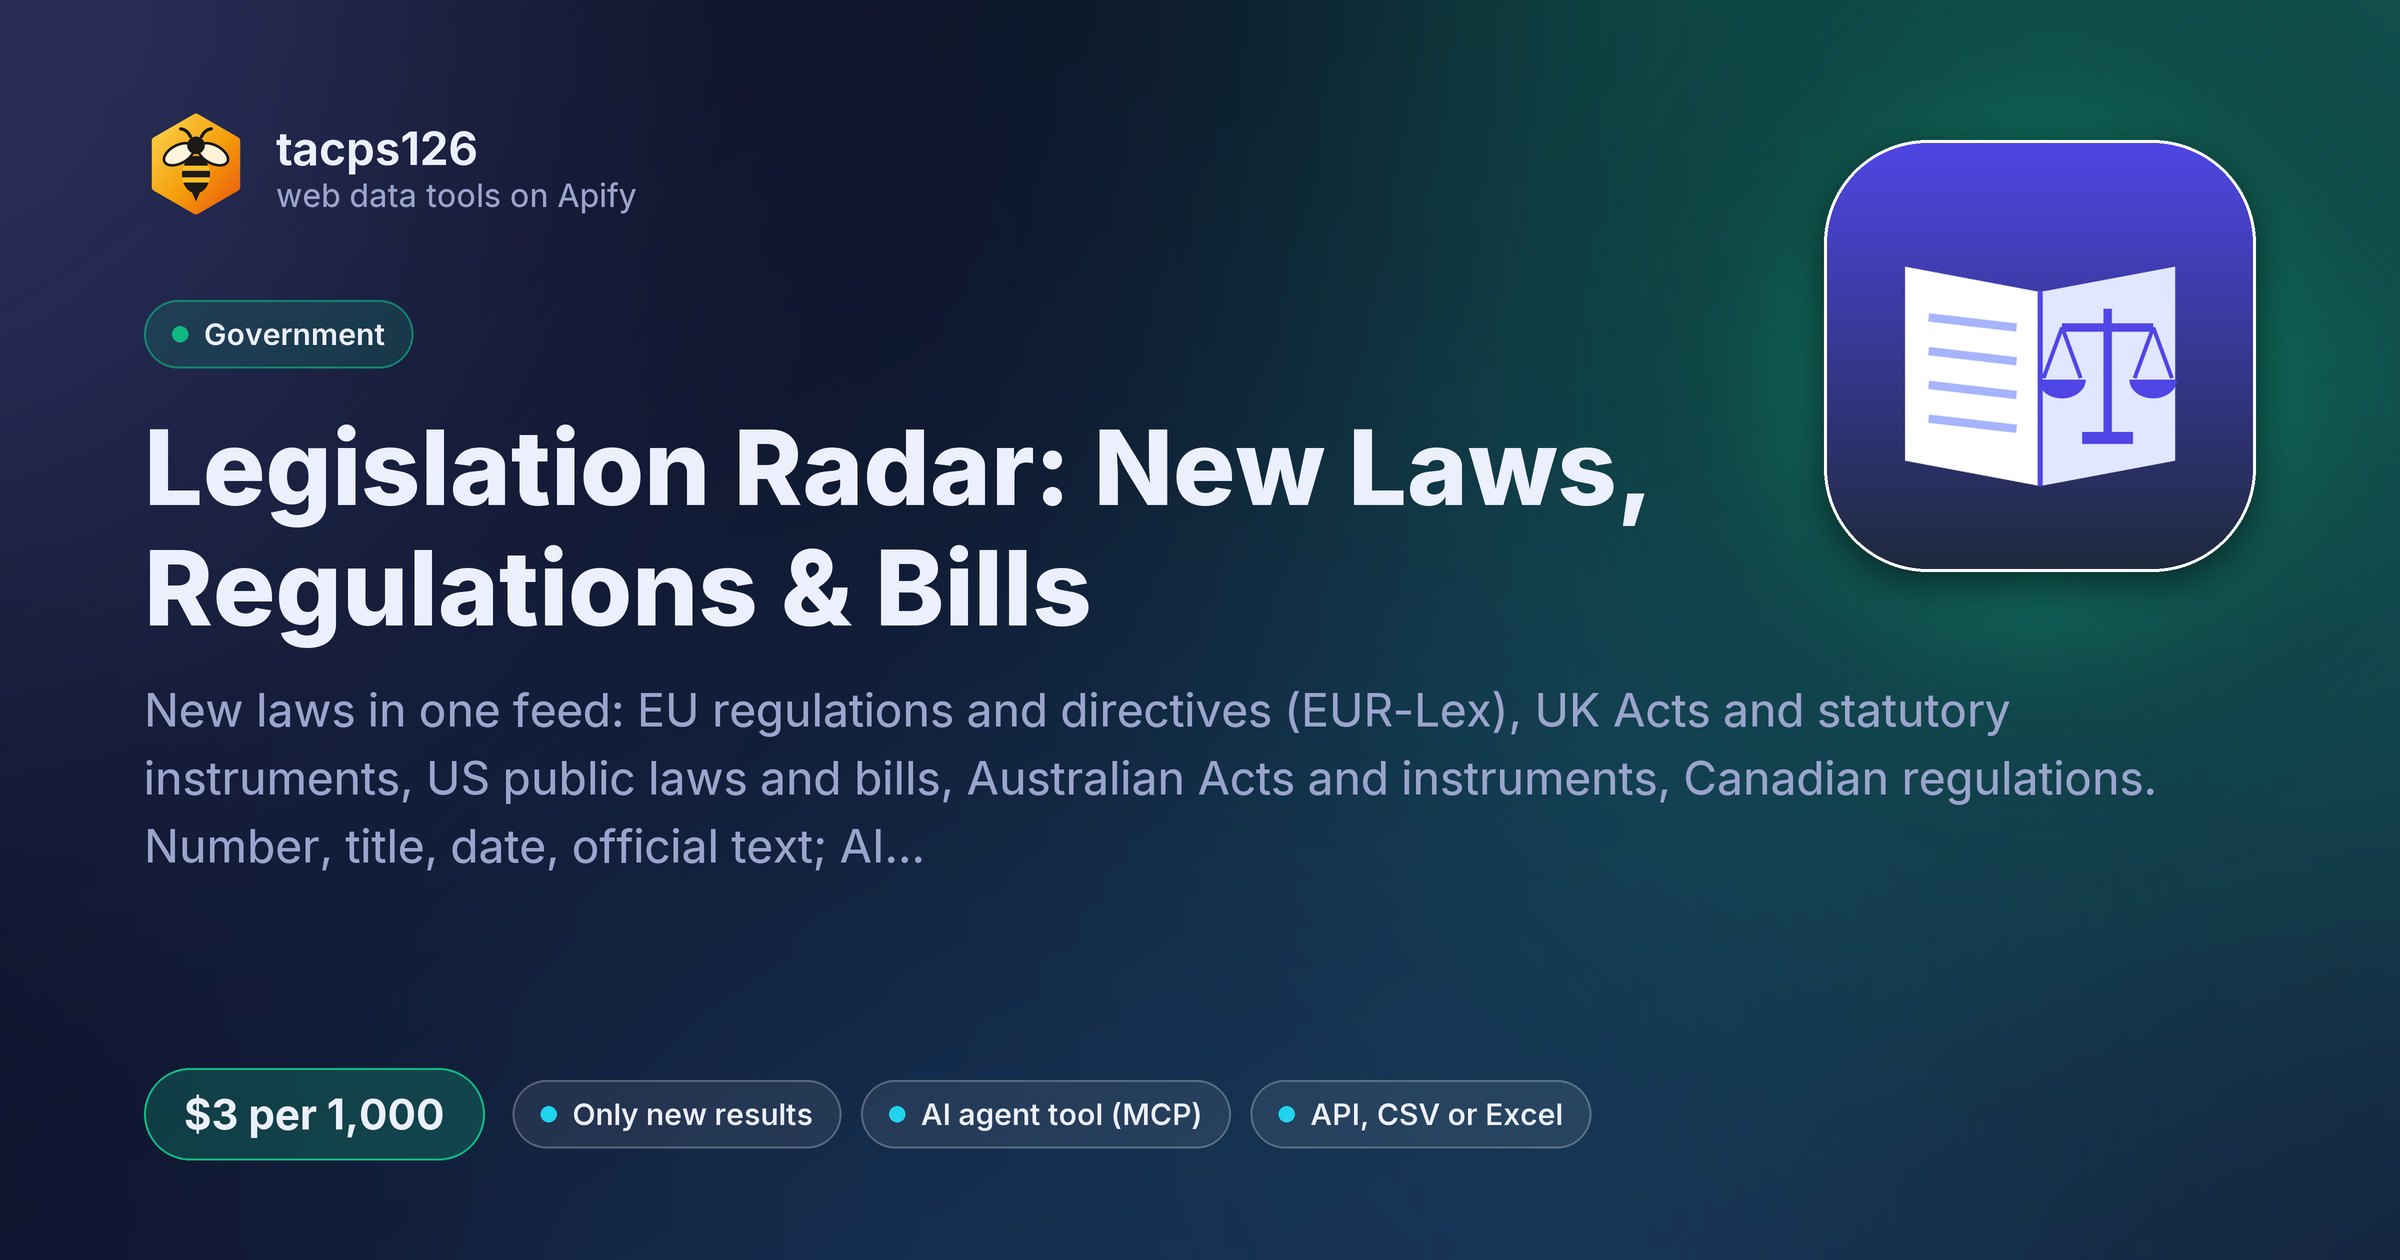 tacps126
web data tools on Apify
Government
Legislation Radar: New Laws,
Regulations & Bills
New laws in one feed: EU regulations and directives (EUR-Lex), UK Acts and statutory
instruments, US public laws and bills, Australian Acts and instruments, Canadian regulations.
Number, title, date, official text; AI...
$3 per 1,000
Only new results
AI agent tool (MCP)
API, CSV or Excel